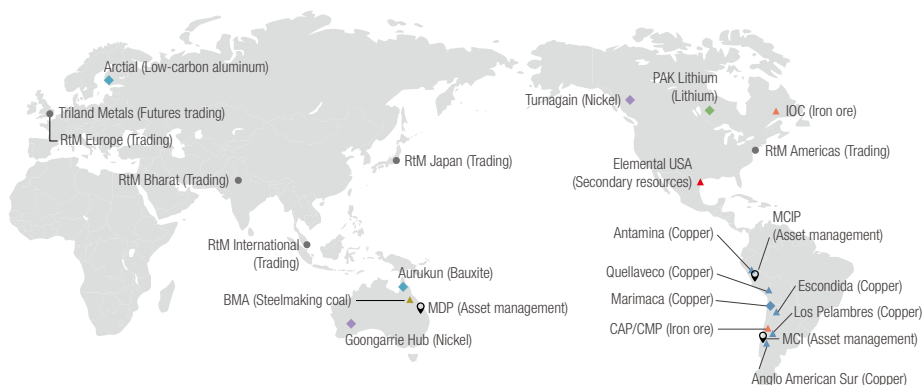 Arctial (Low-carbon aluminum)
Triland Metals (Futures trading)
RtM Europe (Trading)
RtM Bharat (Trading)
RtM Japan (Trading)
RtM International
(Trading)
Aurukun (Bauxite)
BMA (Steelmaking coal)
MDP (Asset management)
Goongarrie Hub (Nickel)
PAK Lithium
(Lithium)
Turnagain (Nickel)
IOC (Iron ore)
RtM Americas (Trading)
Elemental USA
(Secondary resources)
MCIP
(Asset management)
Antamina (Copper)
Quellaveco (Copper)
Escondida (Copper)
Marimaca (Copper)
Los Pelambres (Copper)
CAP/CMP (Iron ore)
MCI (Asset management)
Anglo American Sur (Copper)